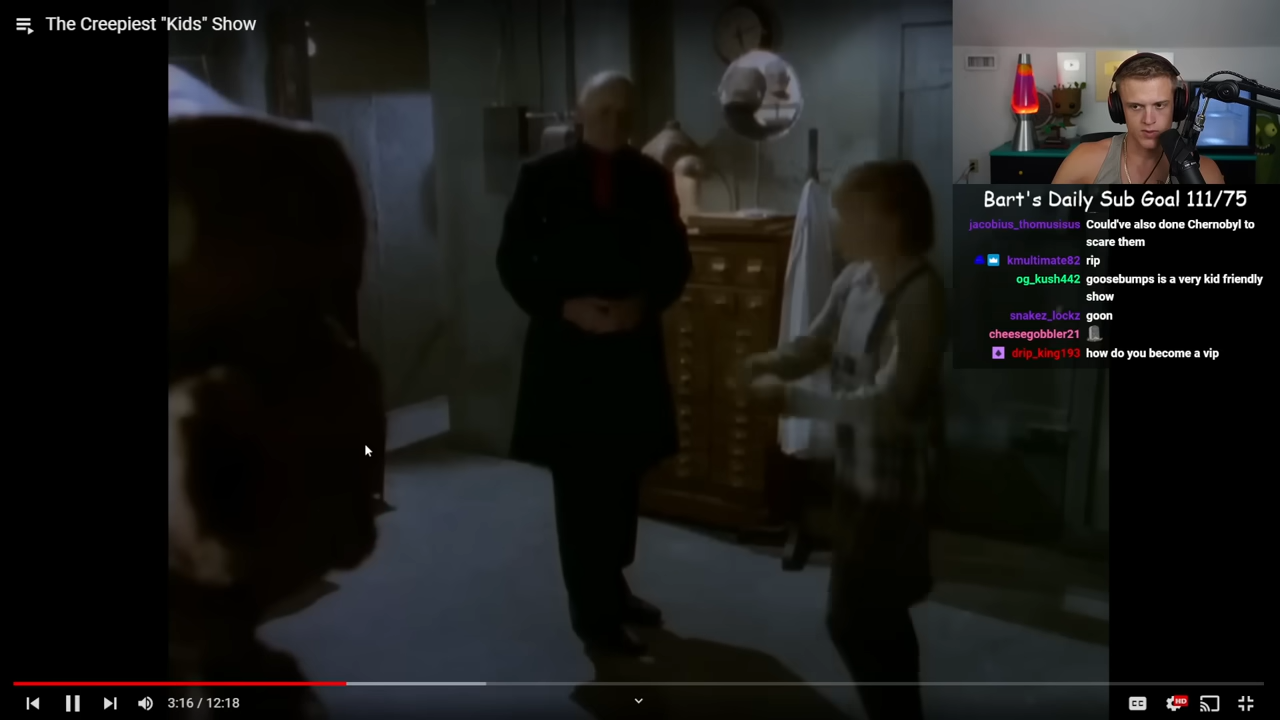 The Creepiest "Kids" Show
Bart's Daily Sub Goal 111/75
jacobius_thomusisus Could've also done Chernobyl to
scare them
kmultimate82 rip
og_kush442 goosebumps is a very kid friendly
show
snakez_lockz goon
cheesegobbler21
drip_king193 how do you become a vip
3:16 / 12:18
CC
HD